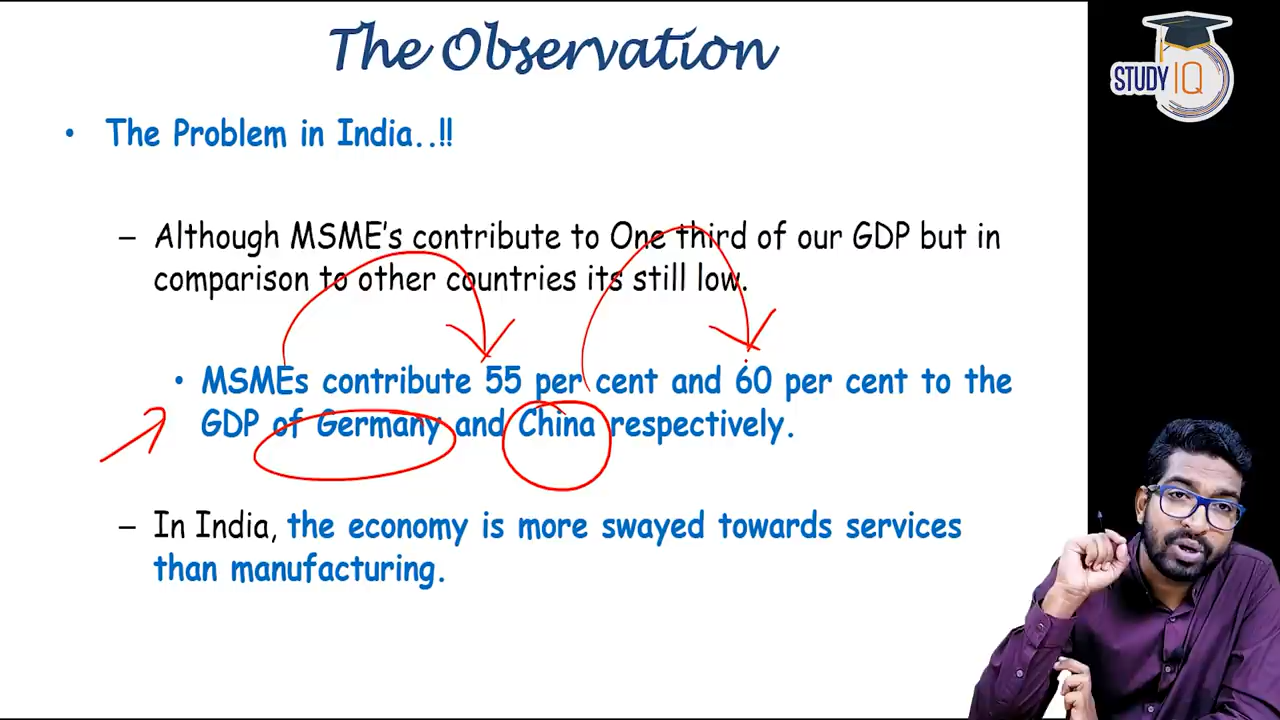 The Observation
STUDY IQ
• The Problem in India..!!
– Although MSME's contribute to One third of our GDP but in
comparison to other countries its still low.
• MSMEs contribute 55 per cent and 60 per cent to the
GDP of Germany and China respectively.
– In India, the economy is more swayed towards services
than manufacturing.